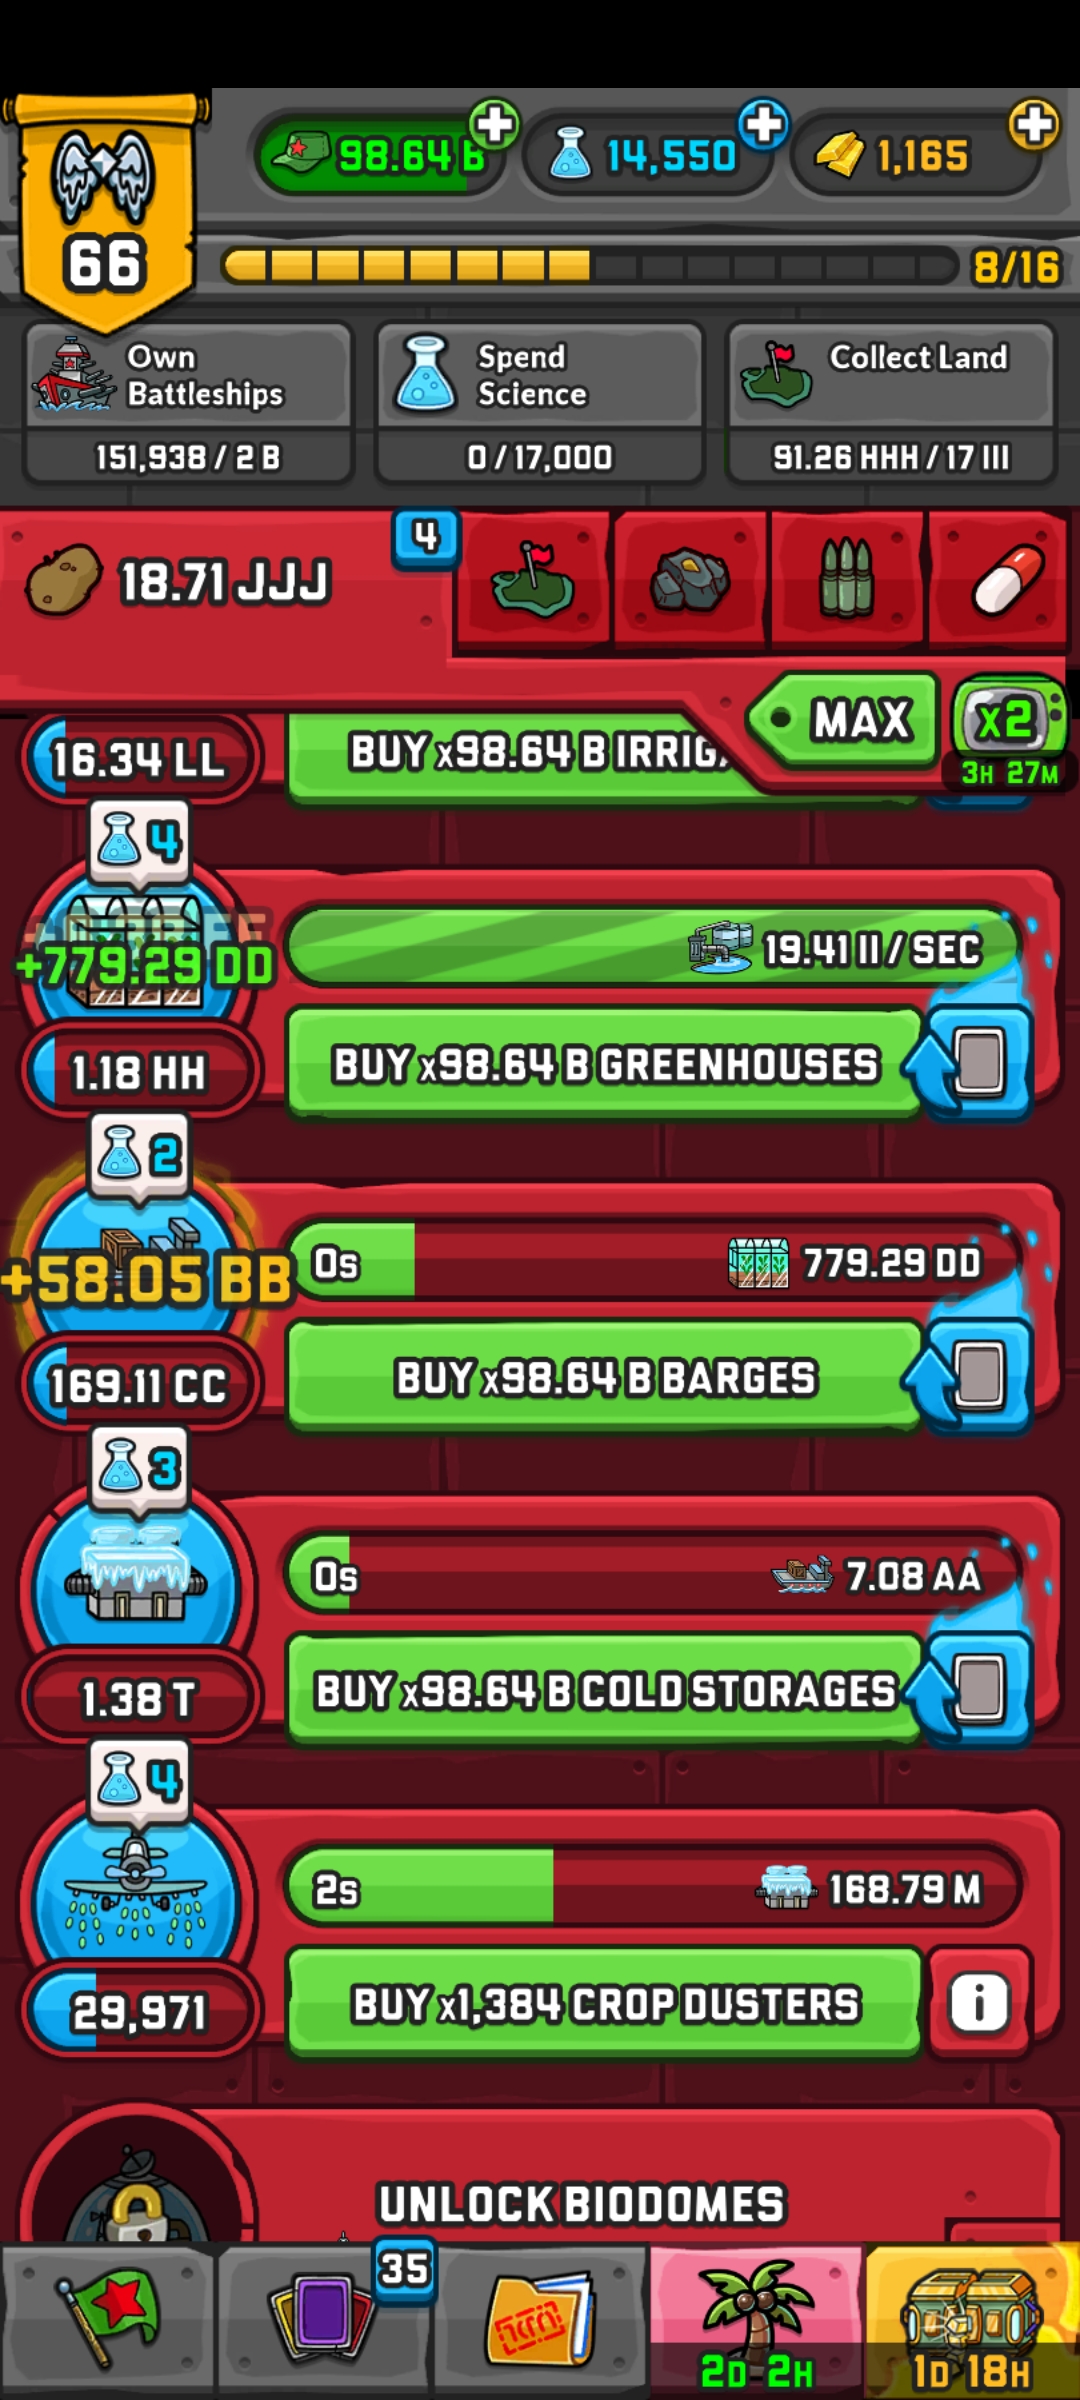 98.64 B
14,550
1,165
66
8/16
Own
Battleships
151,938 / 2 B
Spend
Science
0 / 17,000
Collect Land
91.26 HHH / 17 III
18.71 JJJ
4
MAX
x2
3H 27M
16.34 LL
BUY x98.64 B IRRIG
4
+779.29 DD
19.41 II / SEC
1.18 HH
BUY x98.64 B GREENHOUSES
2
+58.05 BB
0s
779.29 DD
169.11 CC
BUY x98.64 B BARGES
3
0s
7.08 AA
1.38 T
BUY x98.64 B COLD STORAGES
4
2s
168.79 M
29,971
BUY x1,384 CROP DUSTERS
i
UNLOCK BIODOMES
35
2D 2H
1D 18H